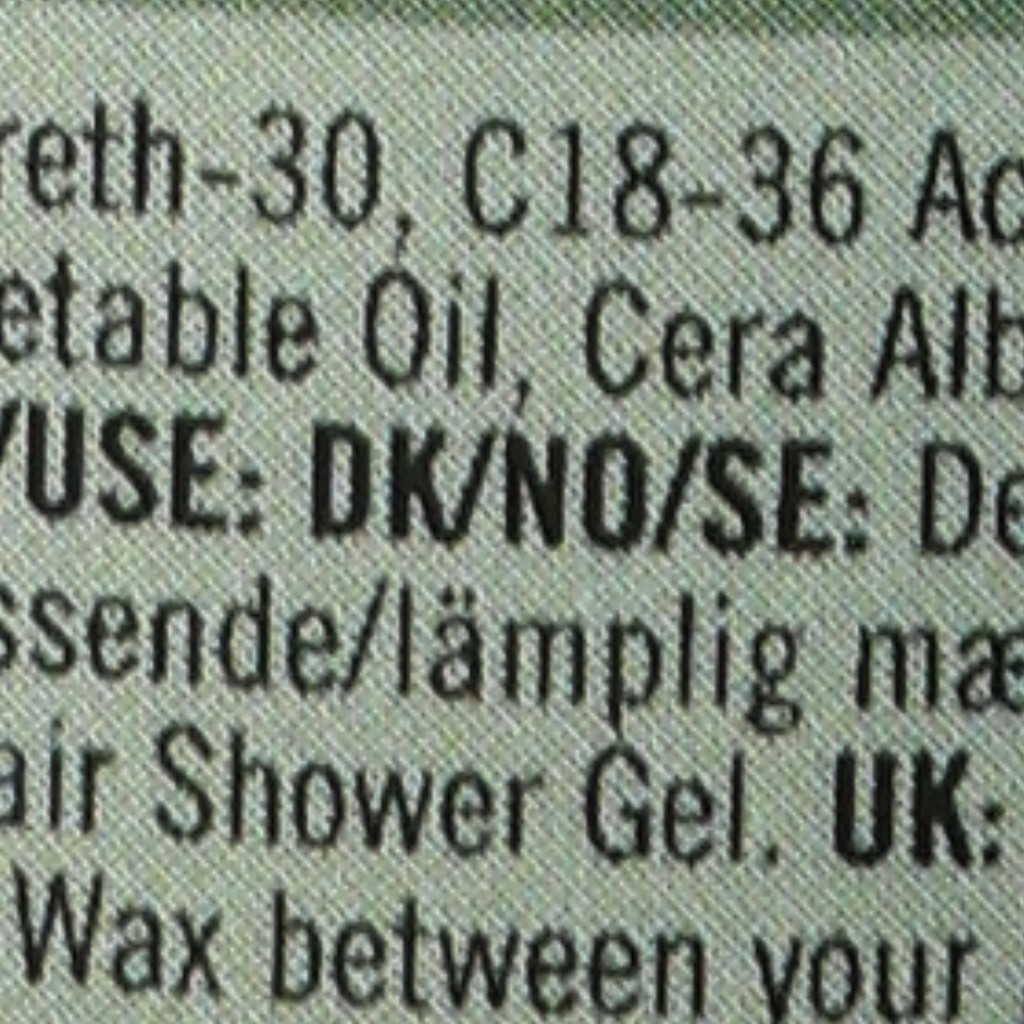 reth-30, C18-36 Ac
etable Oil, Cera Alb
/USE: DK/NO/SE: De
ssende/lämplig mæ
air Shower Gel. UK:
Wax between your